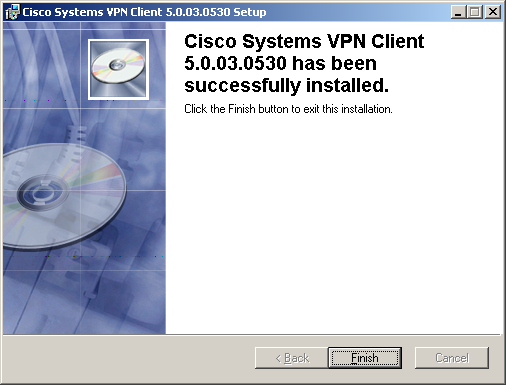 Cisco Systems VPN Client 5.0.03.0530 Setup
Cisco Systems VPN Client
5.0.03.0530 has been
successfully installed.
Click the Finish button to exit this installation.
< Back
Finish
Cancel